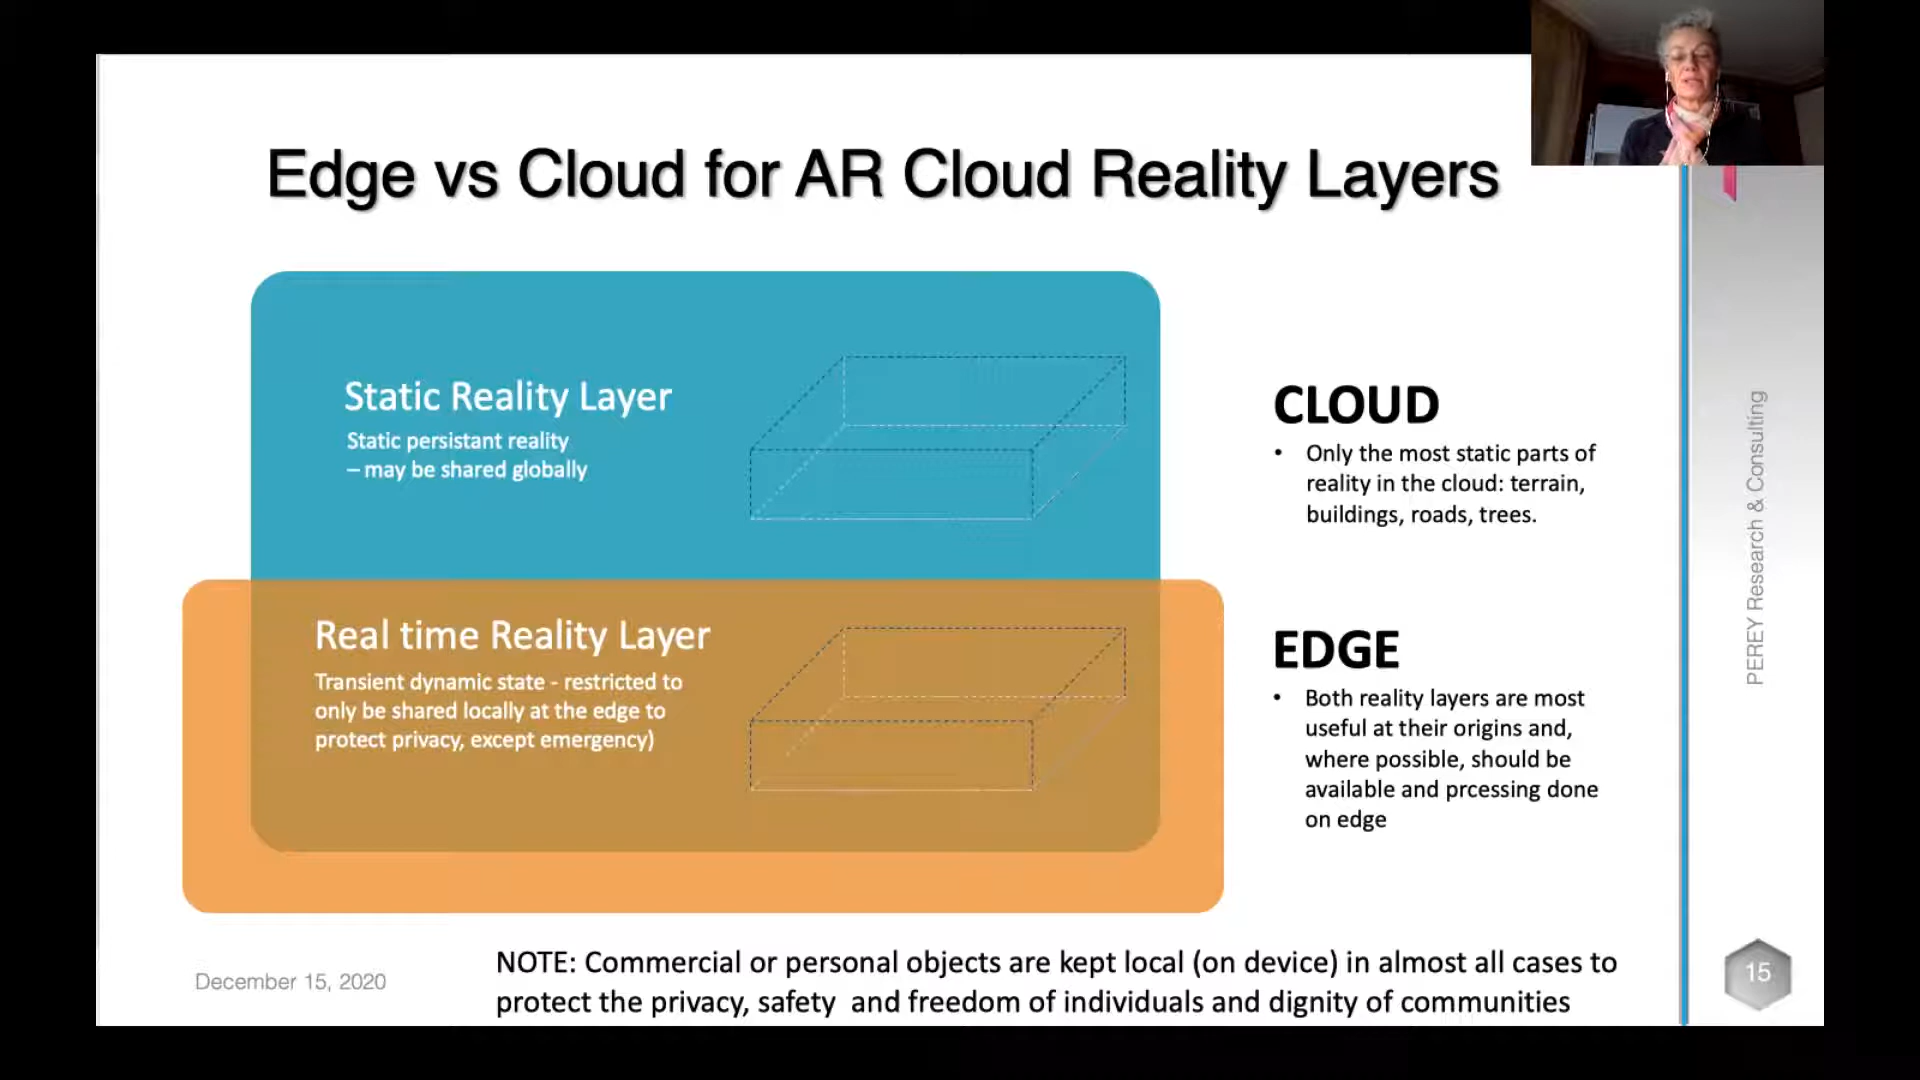 Edge vs Cloud for AR Cloud Reality Layers
Static Reality Layer
Static persistant reality
– may be shared globally
CLOUD
• Only the most static parts of
reality in the cloud: terrain,
buildings, roads, trees.
Real time Reality Layer
Transient dynamic state - restricted to
only be shared locally at the edge to
protect privacy, except emergency)
EDGE
• Both reality layers are most
useful at their origins and,
where possible, should be
available and prcessing done
on edge
PEREY Research & Consulting
December 15, 2020
NOTE: Commercial or personal objects are kept local (on device) in almost all cases to
protect the privacy, safety and freedom of individuals and dignity of communities
15